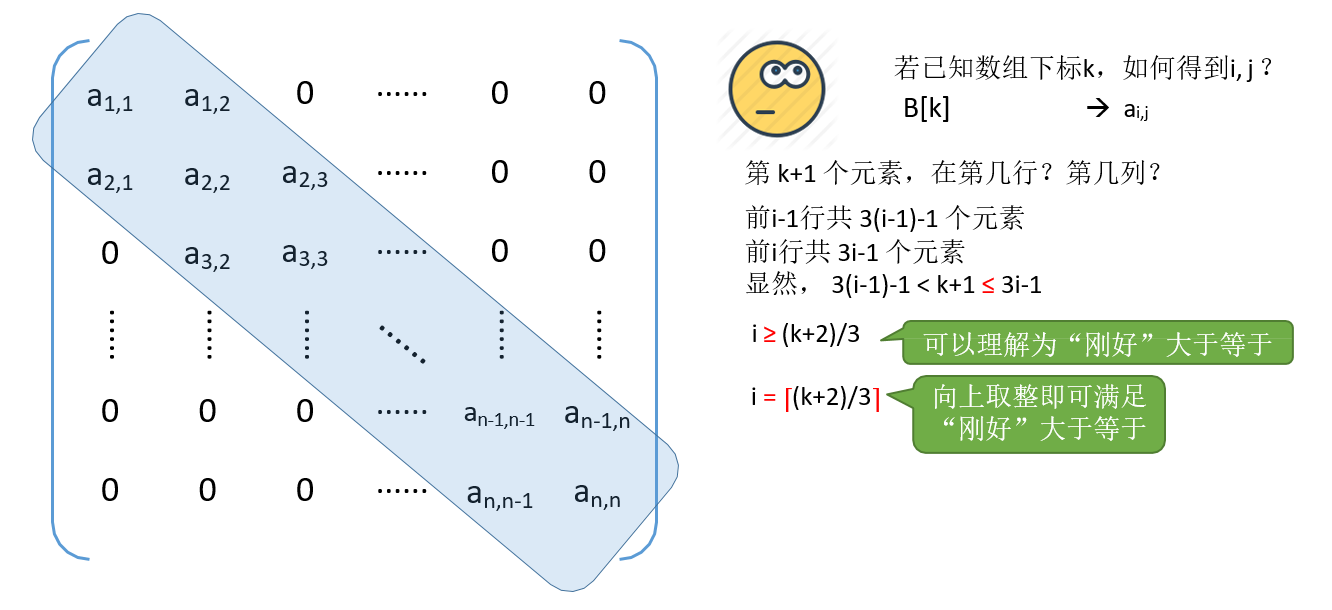 a1,1 a1,2 0 ······ 0 0
a2,1 a2,2 a2,3 ······ 0 0
0 a3,2 a3,3 ······ 0 0
0 0 0 ······ an-1,n-1 an-1,n
0 0 0 ······ an,n-1 an,n
若已知数组下标k，如何得到i, j？
B[k] → ai,j
第 k+1 个元素，在第几行？第几列？
前i-1行共 3(i-1)-1 个元素
前i行共 3i-1 个元素
显然， 3(i-1)-1 < k+1 ≤ 3i-1
i ≥ (k+2)/3
可以理解为“刚好”大于等于
i = ⌈(k+2)/3⌉
向上取整即可满足
“刚好”大于等于